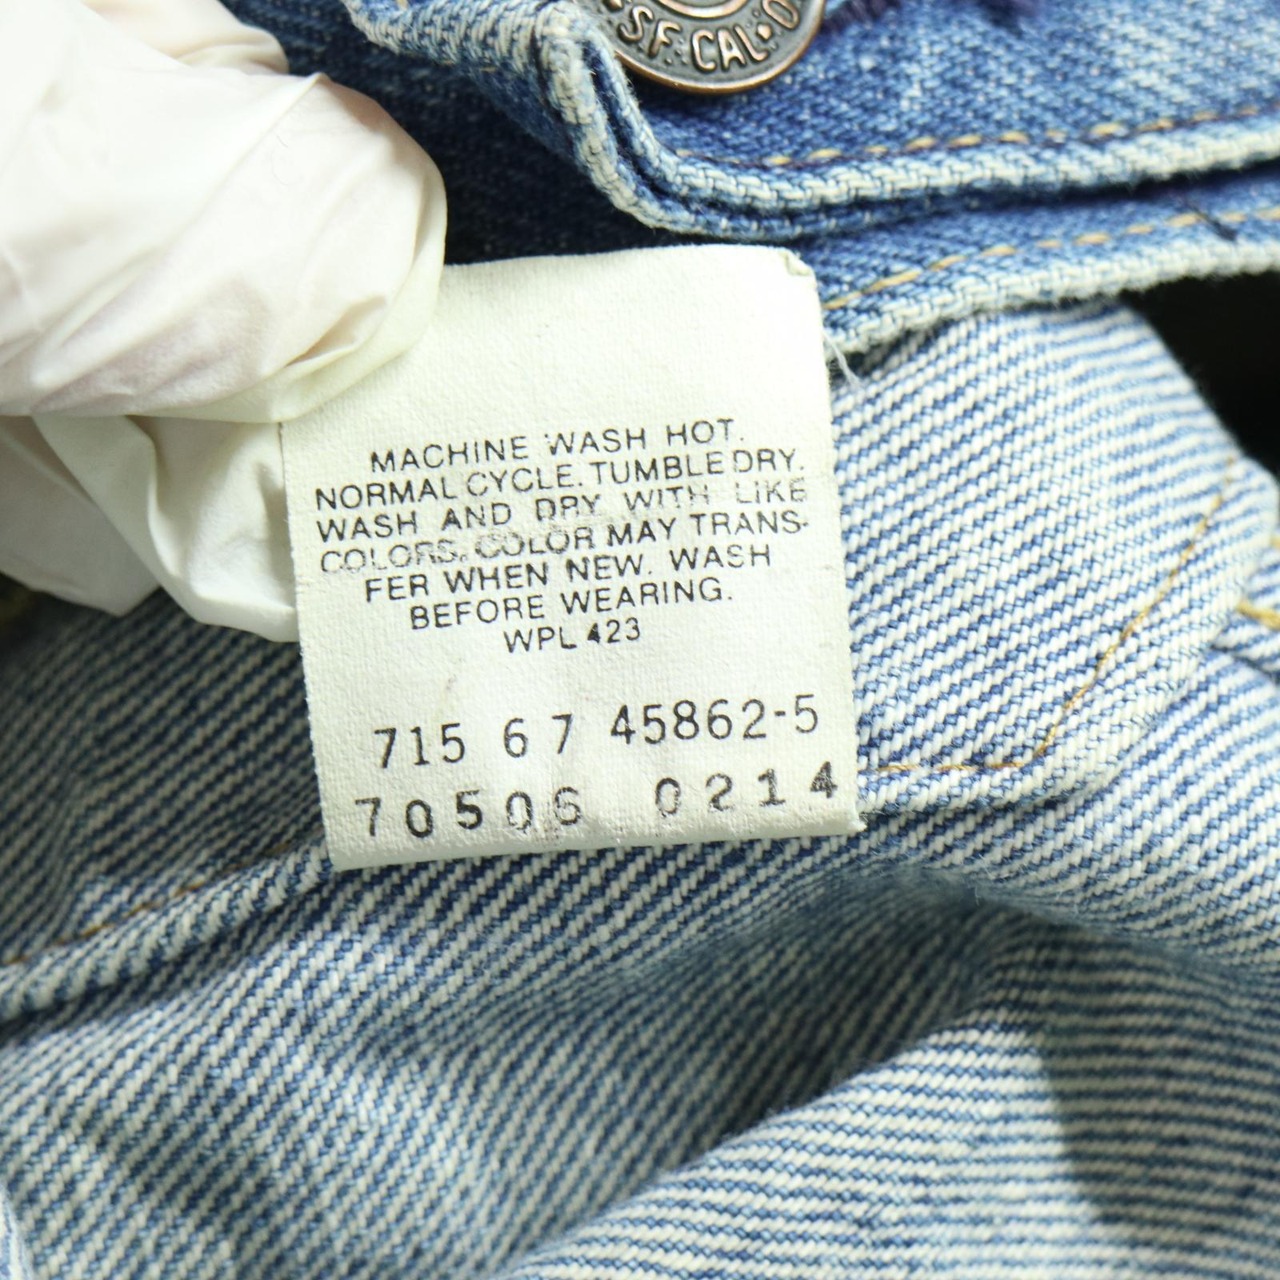 S.F. CAL. O
MACHINE WASH HOT.
NORMAL CYCLE. TUMBLE DRY.
WASH AND DRY WITH LIKE
COLORS. COLOR MAY TRANS-
FER WHEN NEW. WASH
BEFORE WEARING.
WPL 423
715 67 45862-5
70506 0214